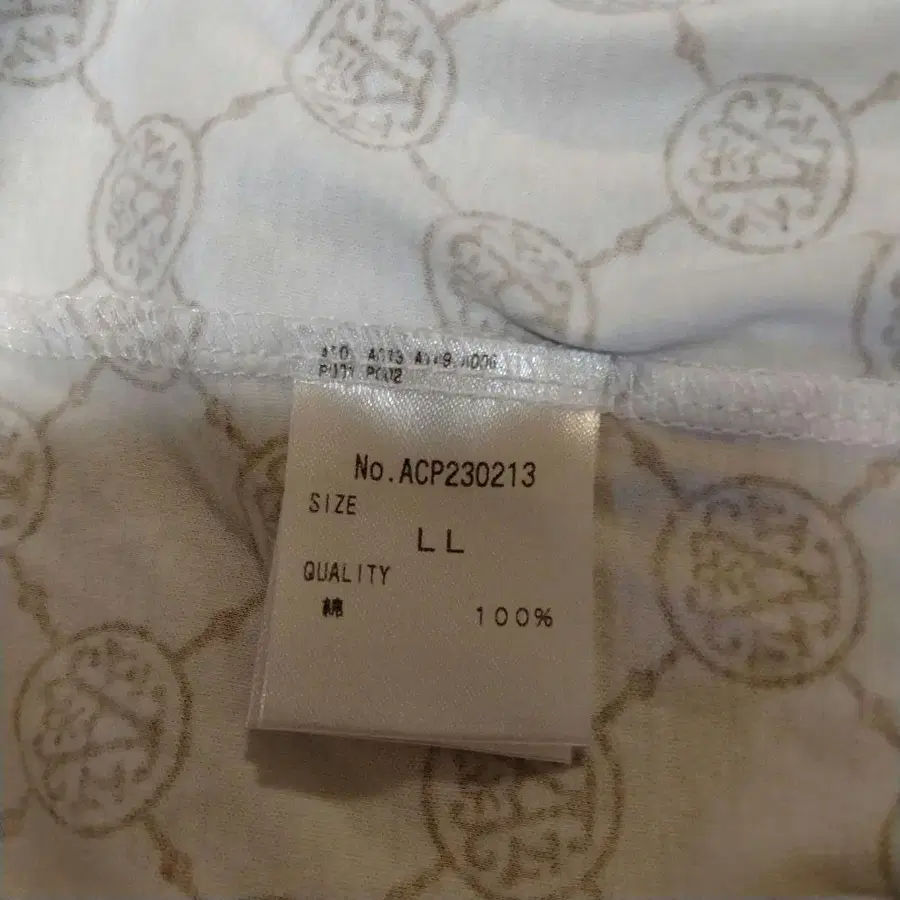 No.ACP230213
SIZE
LL
QUALITY
綿 100%